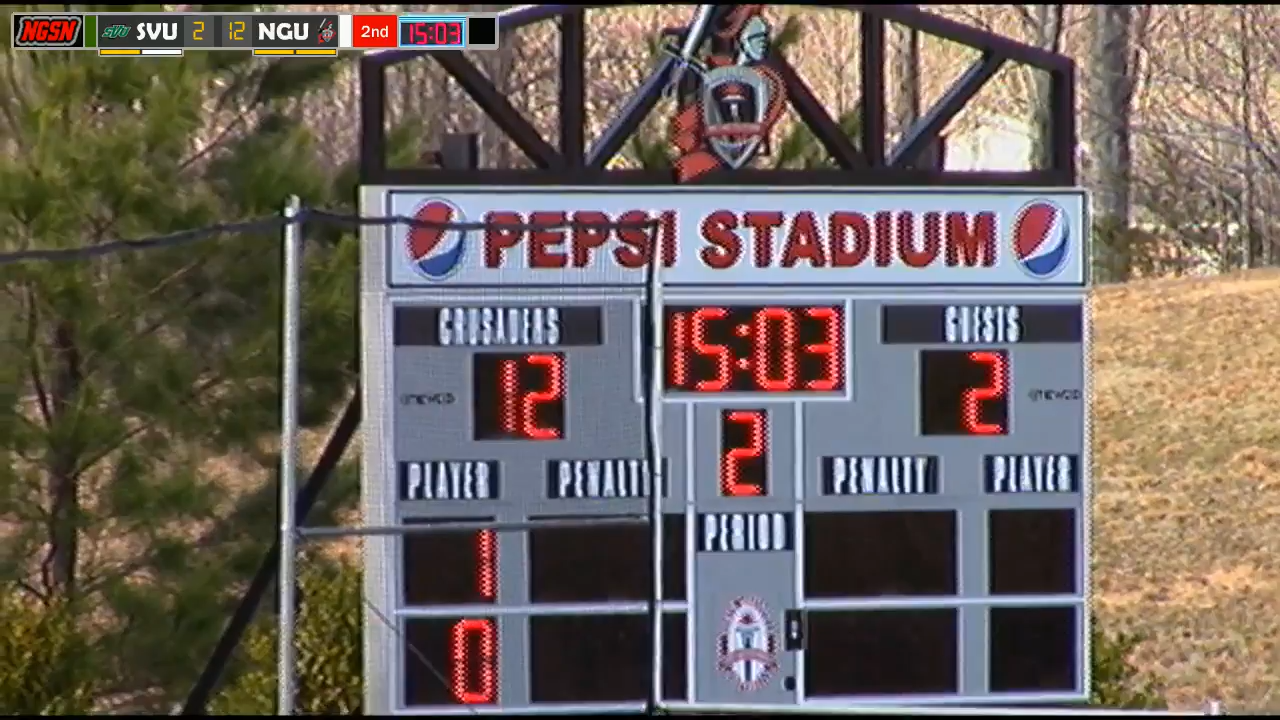 NGSN SVU SVU 2 12 NGU 2nd 15:03
PEPSI STADIUM
CRUSADERS 15:03 GUESTS
12 2
2
PLAYER PENALTY PENALTY PLAYER
1 PERIOD
0